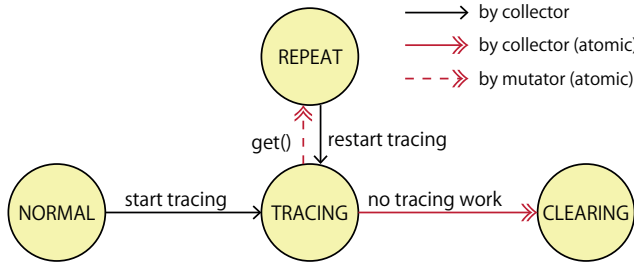 by collector
by collector (atomic)
by mutator (atomic)
REPEAT
get()
restart tracing
NORMAL
start tracing
TRACING
no tracing work
CLEARING